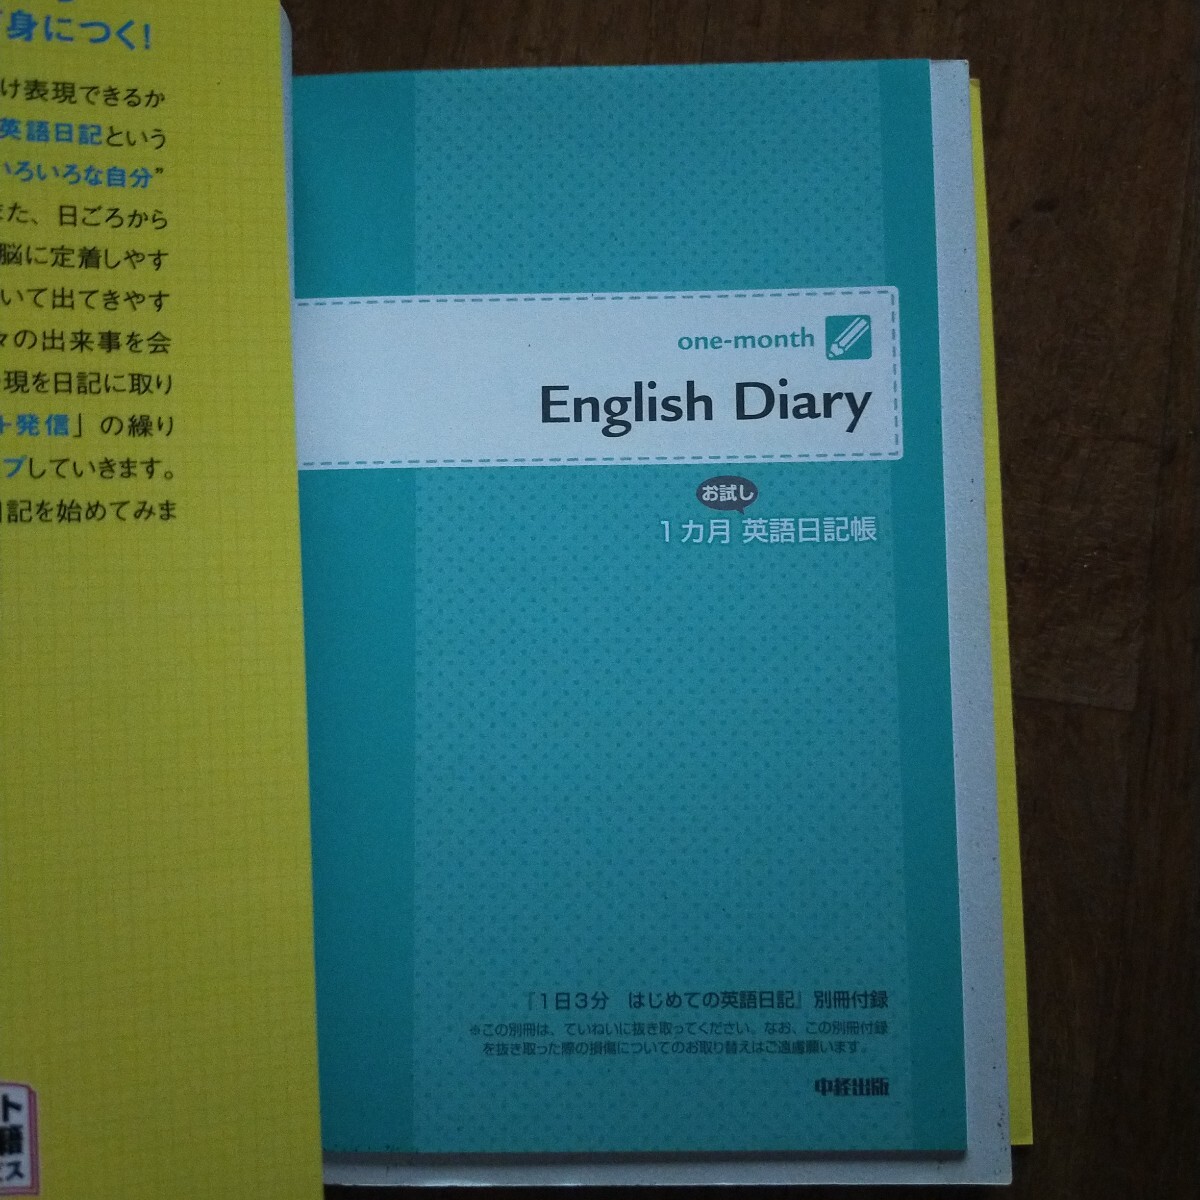 身につく!
け表現できるか
英語日記という
いろいろな自分”
また、日ごろから
脳に定着しやす
いて出てきやす
々の出来事を会
現を日記に取り
+発信」の繰り
プしていきます。
日記を始めてみま
ト
籍
ビス
one-month
English Diary
お試し
1カ月 英語日記帳
『1日3分 はじめての英語日記』別冊付録
※この別冊は、ていねいに抜き取ってください。なお、この別冊付録
を抜き取った際の損傷についてのお取り替えはご遠慮願います。
中経出版